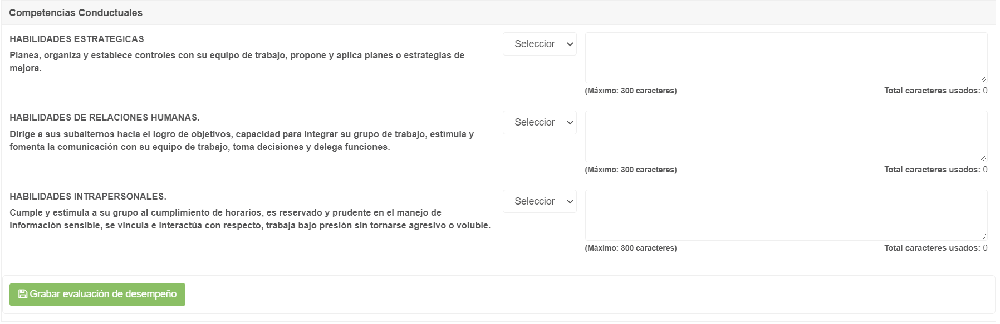 Competencias Conductuales
HABILIDADES ESTRATEGICAS
Planea, organiza y establece controles con su equipo de trabajo, propone y aplica planes o estrategias de
mejora.
Seleccior
(Máximo: 300 caracteres)
Total caracteres usados: 0
HABILIDADES DE RELACIONES HUMANAS.
Dirige a sus subalternos hacia el logro de objetivos, capacidad para integrar su grupo de trabajo, estímula y
fomenta la comunicación con su equipo de trabajo, toma decisiones y delega funciones.
Seleccior
(Máximo: 300 caracteres)
Total caracteres usados: 0
HABILIDADES INTRAPERSONALES.
Cumple y estimula a su grupo al cumplimiento de horarios, es reservado y prudente en el manejo de
información sensible, se vincula e interactúa con respecto, trabaja bajo presión sin tornarse agresivo o voluble.
Seleccior
(Máximo: 300 caracteres)
Total caracteres usados: 0
Grabar evaluación de desempeño